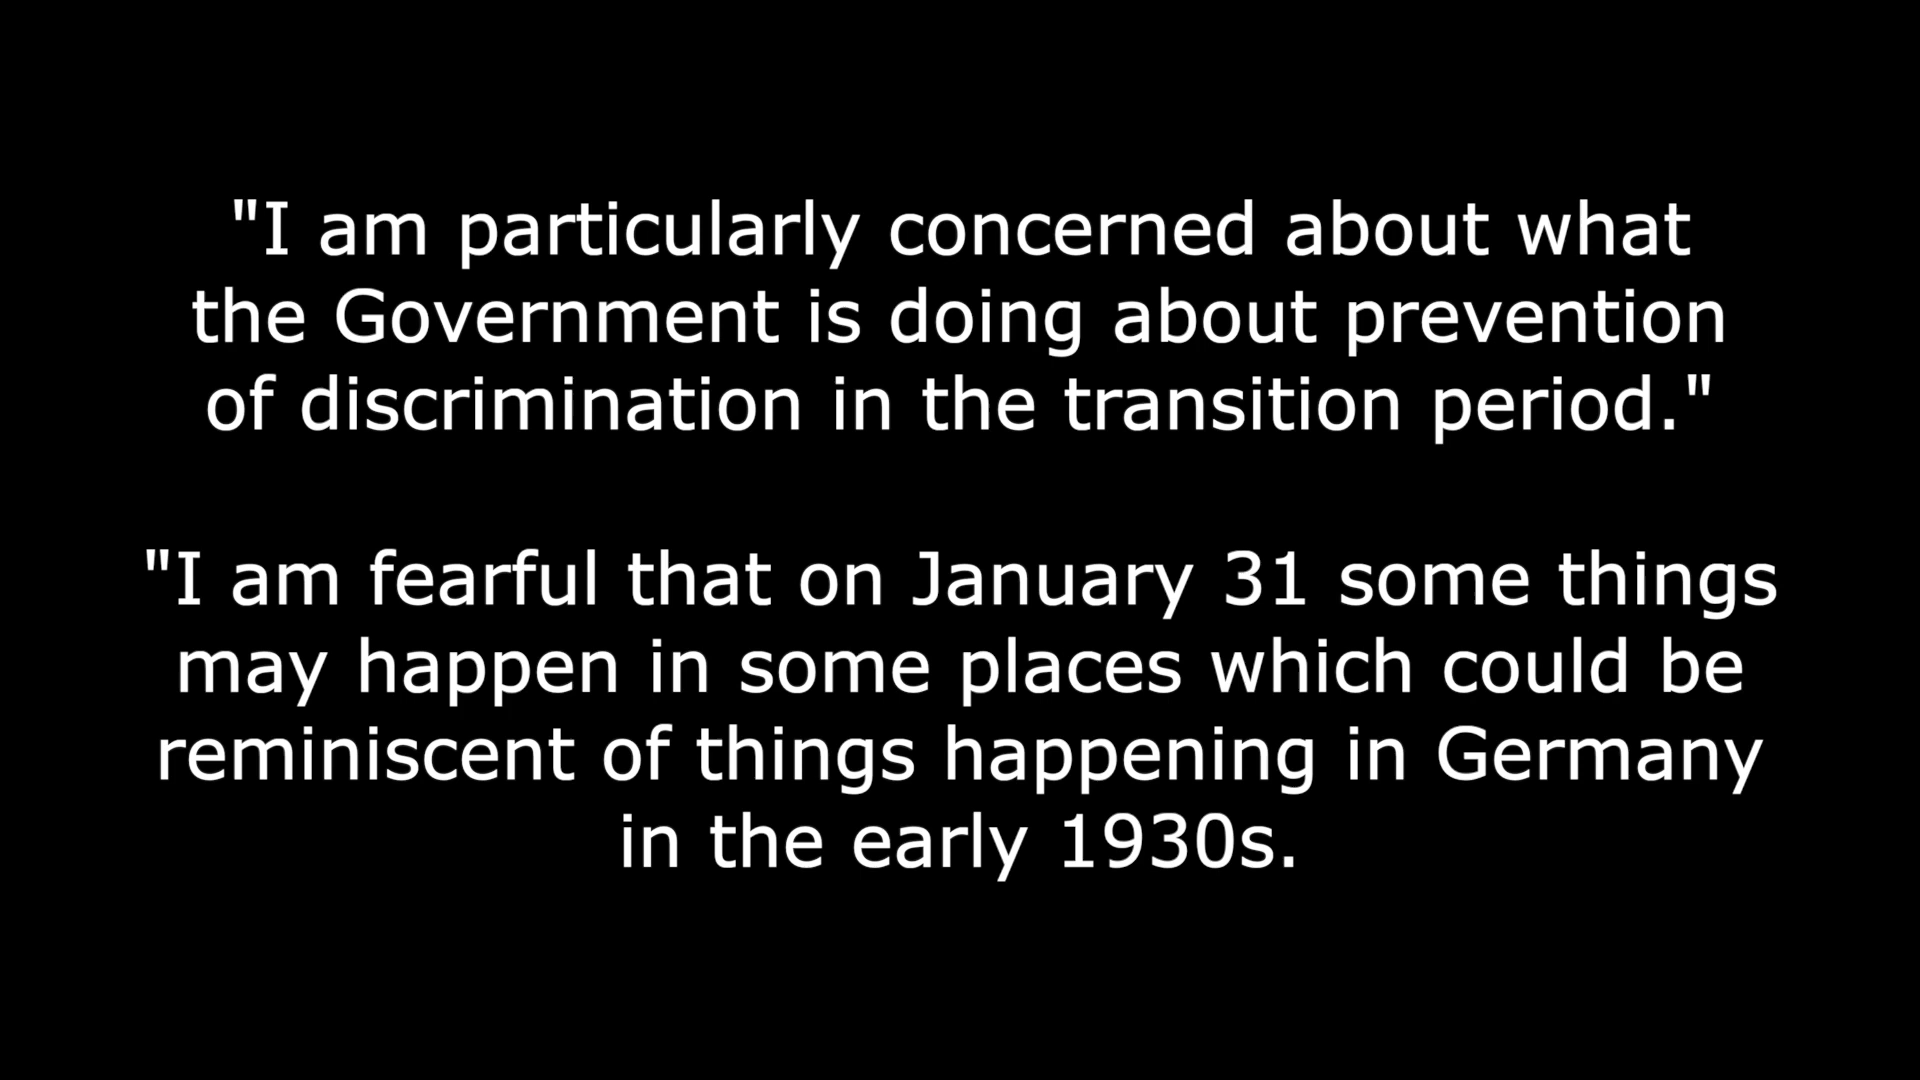 "I am particularly concerned about what
the Government is doing about prevention
of discrimination in the transition period."
"I am fearful that on January 31 some things
may happen in some places which could be
reminiscent of things happening in Germany
in the early 1930s.